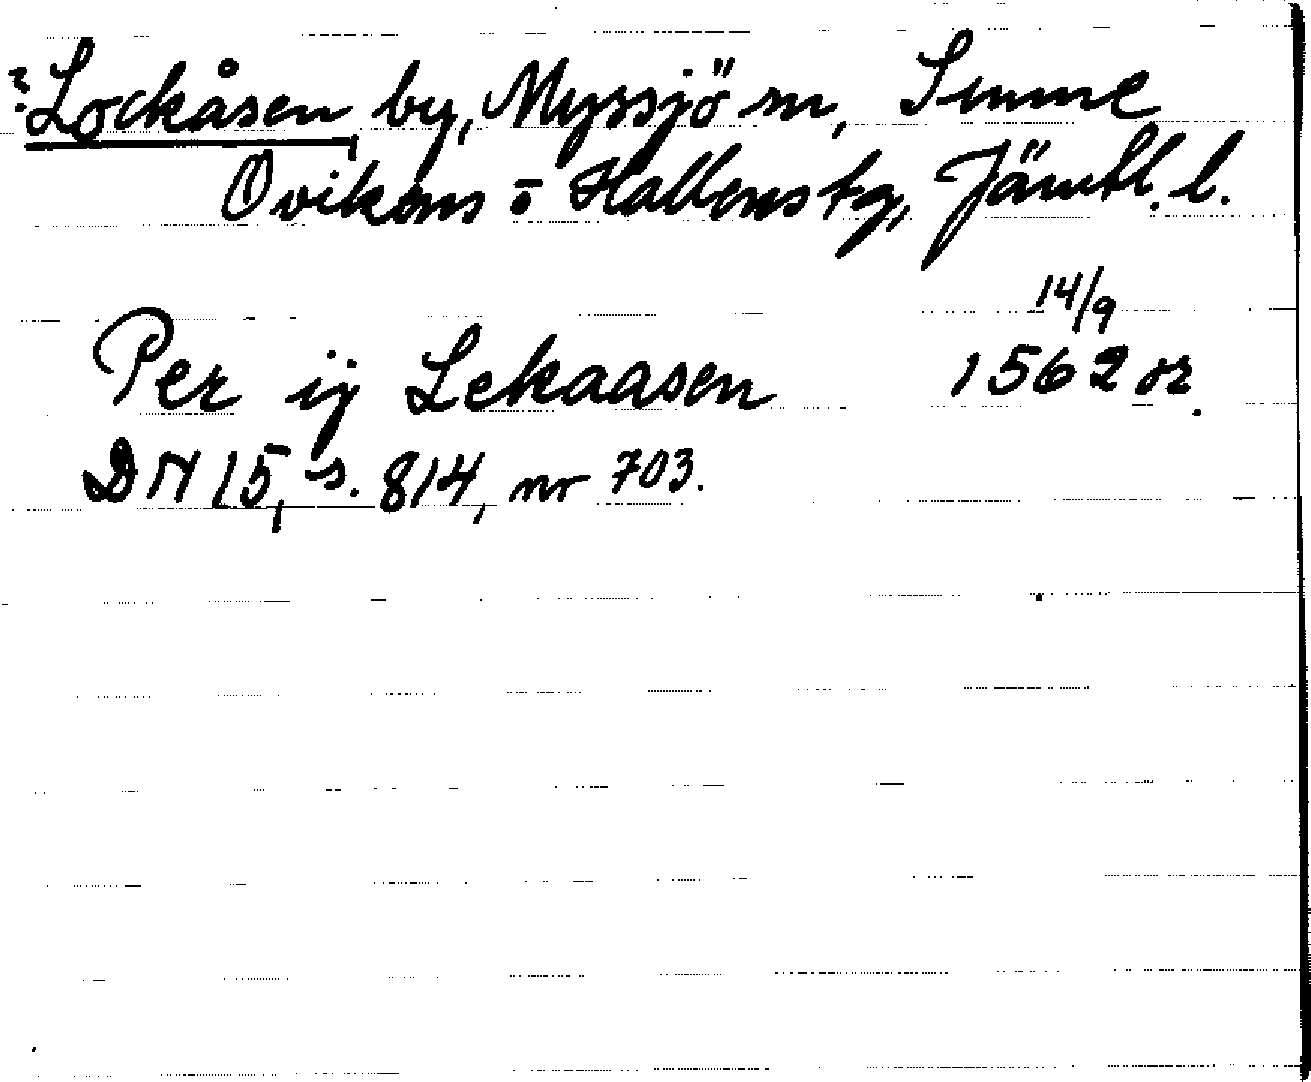 ?Lockåsen, by, Myssjö sn, Sunne
Ovikens o Hallens tg, Jämtl. l.
14/9
Per ij Lekaasen 1562 or.
DN 15, s. 814, nr 703.